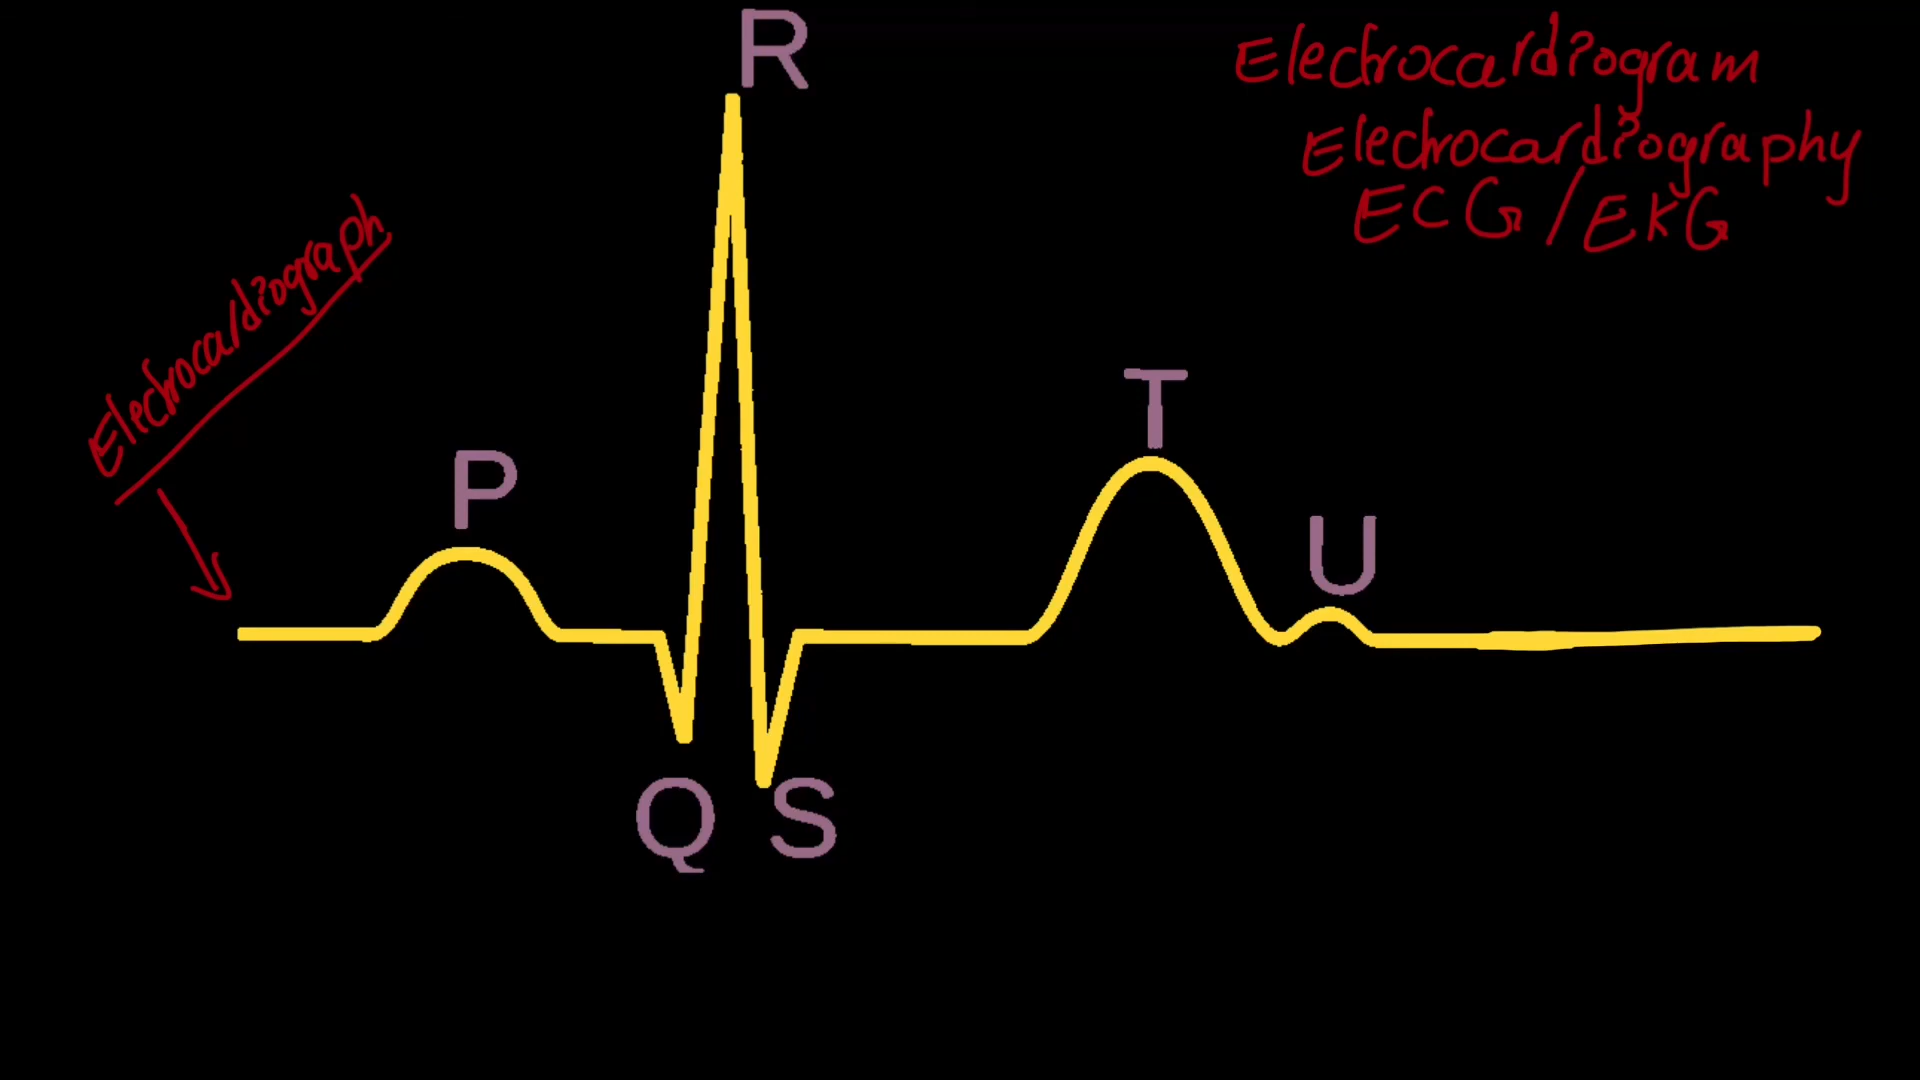 R
Electrocardiogram
Electrocardiography
ECG/EKG
Electrocardiograph
T
P
U
Q S